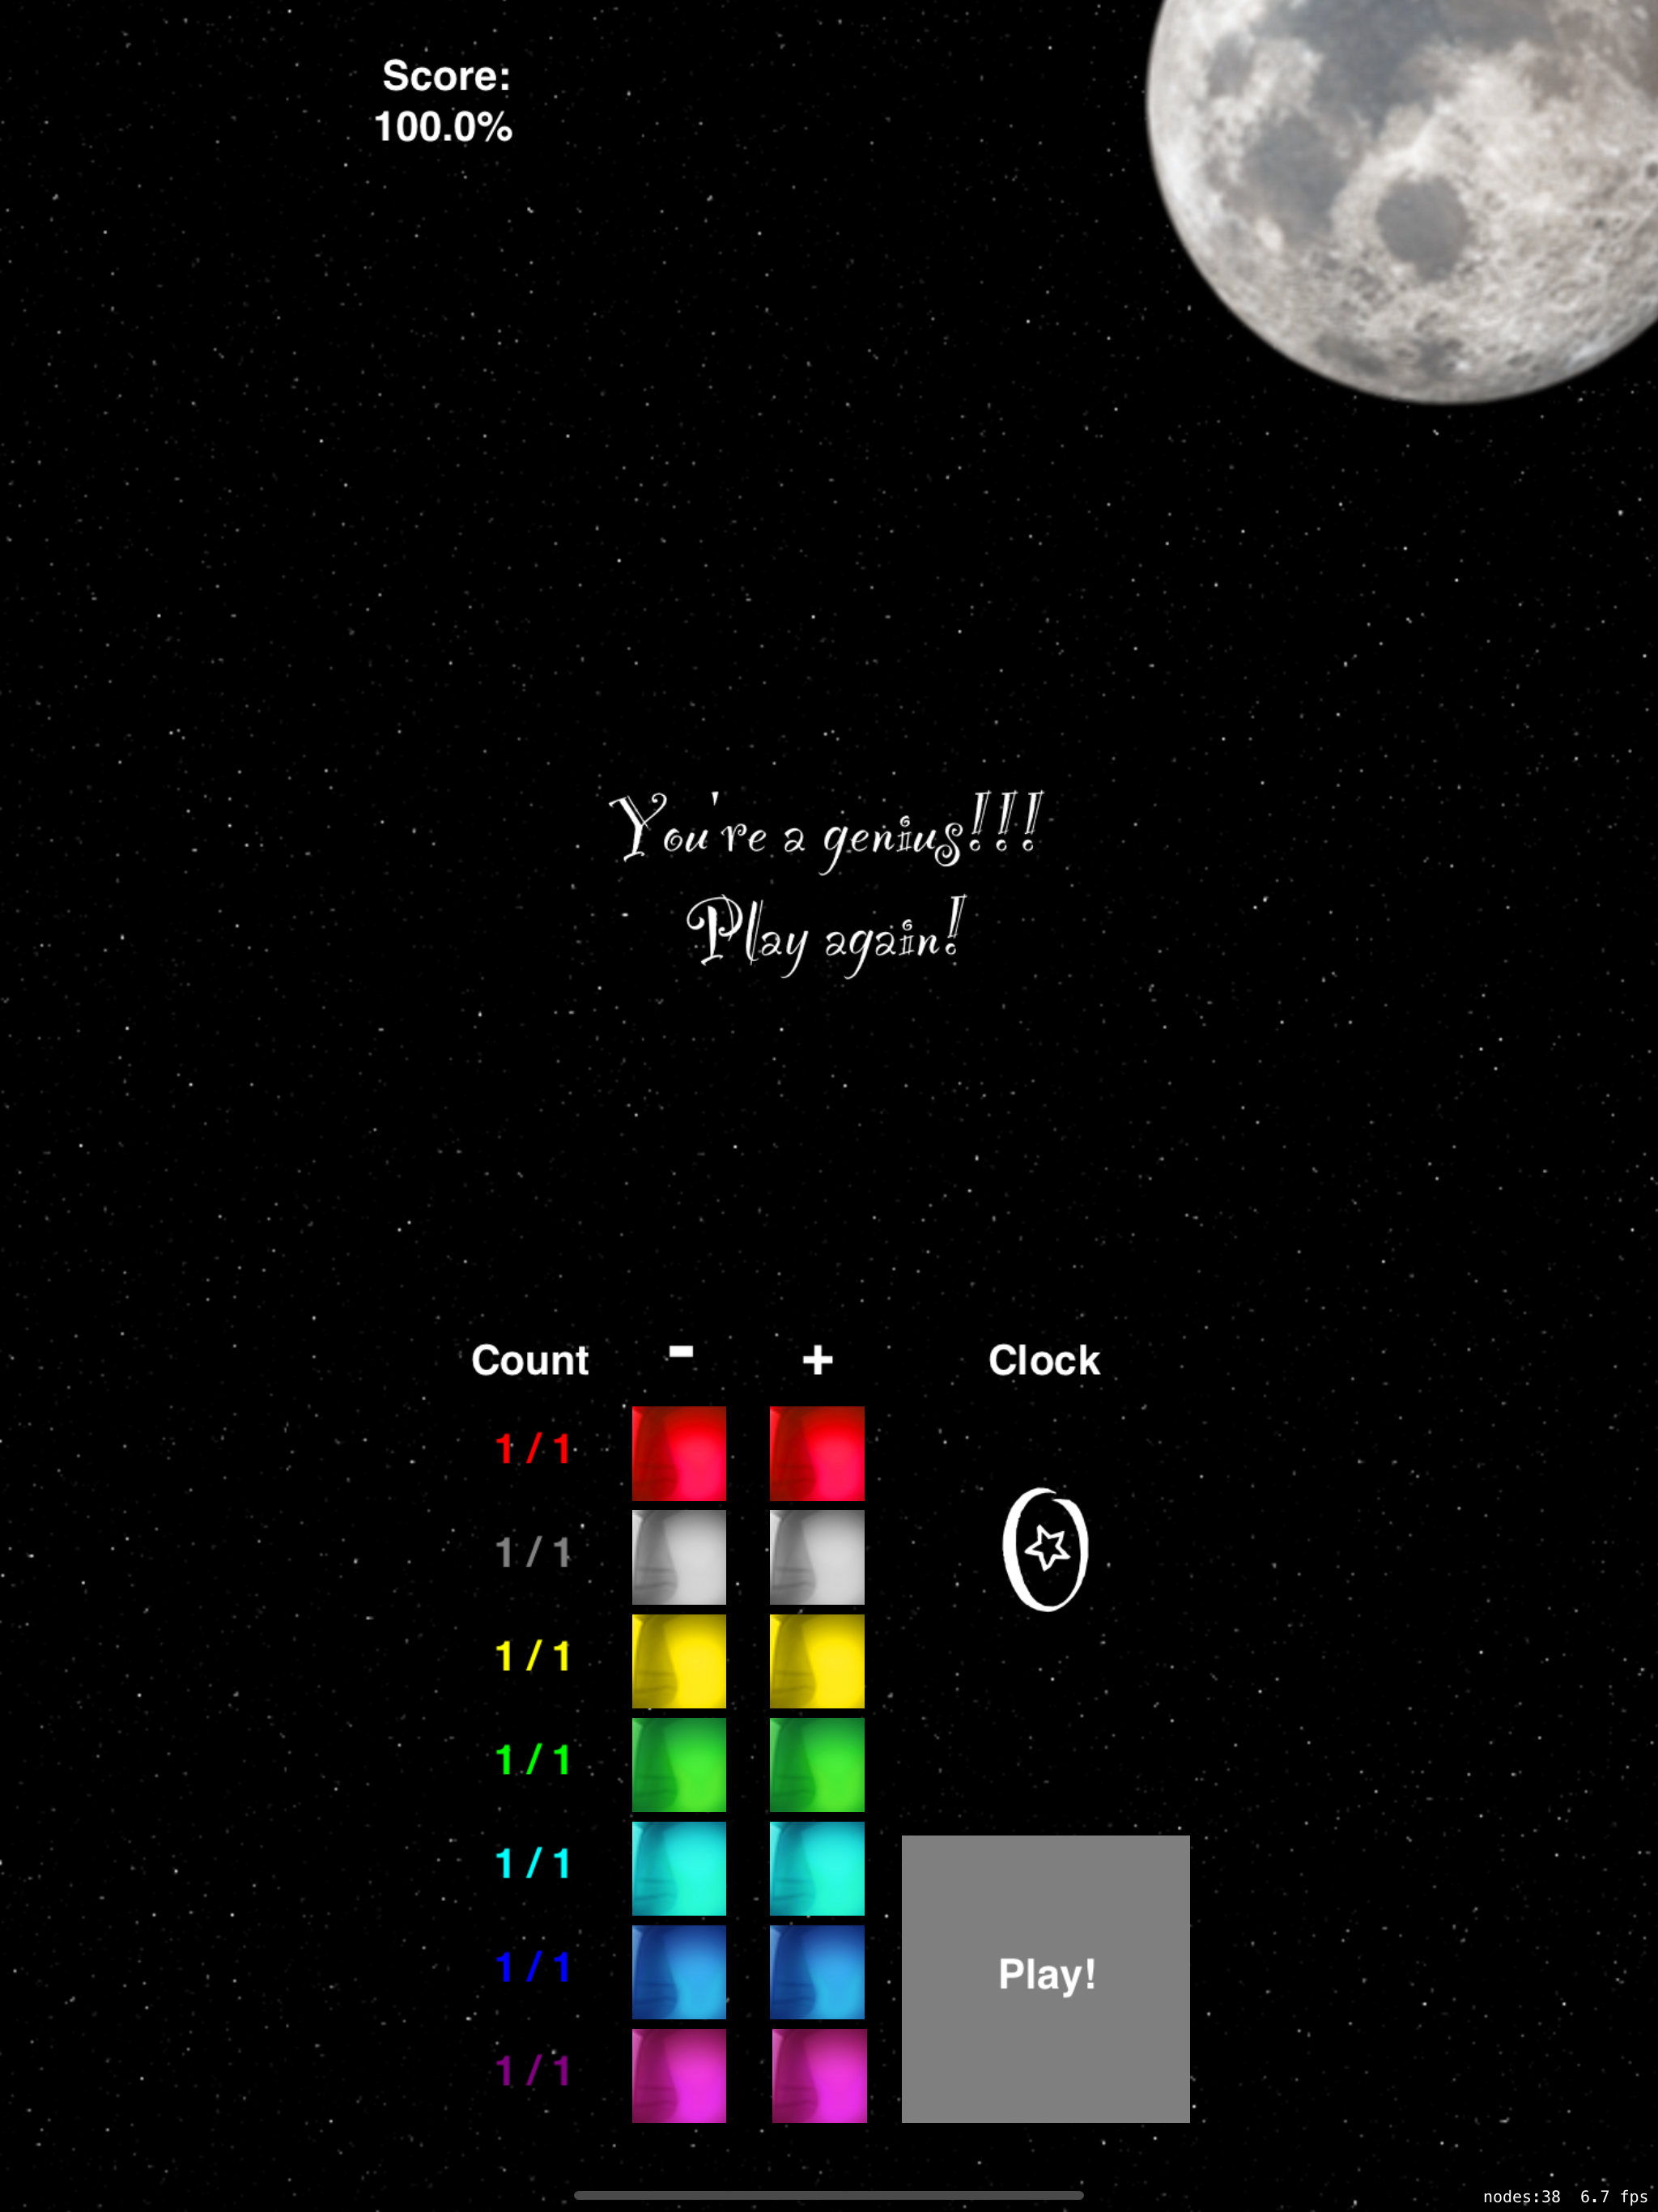 Score:
100.0%
You're a genius!!!
Play again!
Count - + Clock
1 / 1
1 / 1
0
1 / 1
1 / 1
1 / 1
1 / 1
Play!
1 / 1
nodes:38 6.7 fps